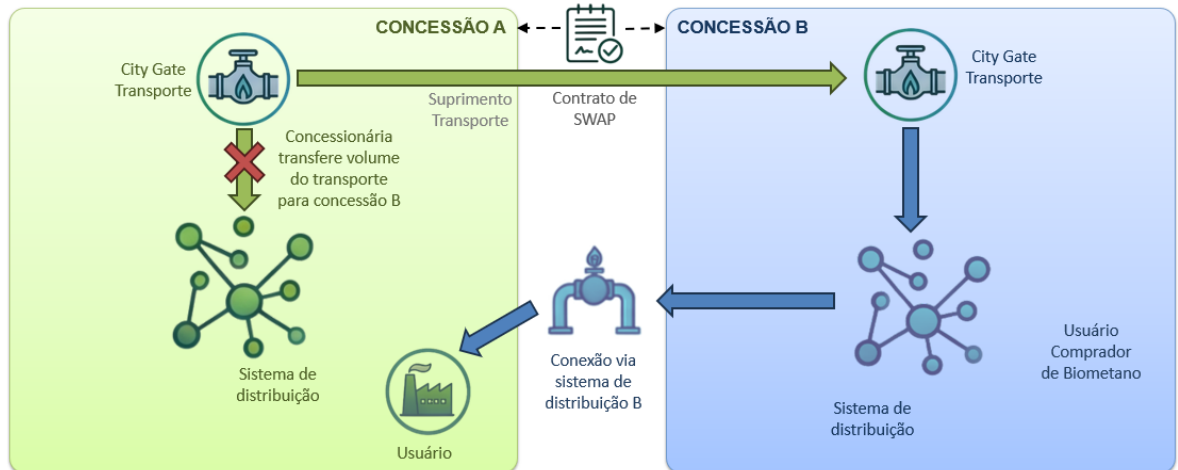 CONCESSÃO A
CONCESSÃO B
City Gate
Transporte
City Gate
Transporte
Suprimento
Transporte
Contrato de
SWAP
Concessionária
transfere volume
do transporte
para concessão B
Sistema de
distribuição
Usuário
Conexão via
sistema de
distribuição B
Usuário
Comprador
de Biometano
Sistema de
distribuição